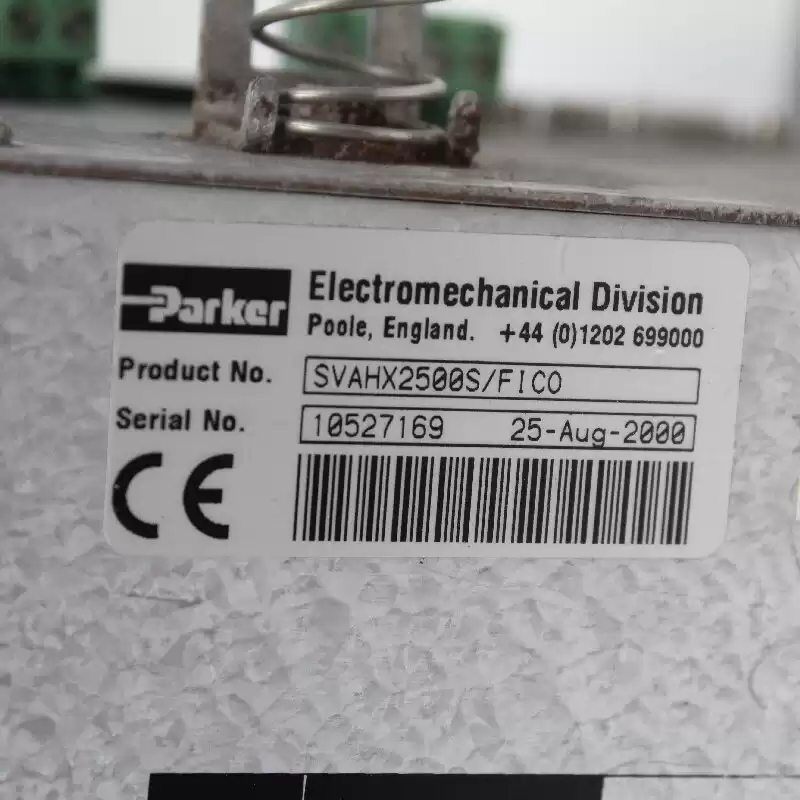 Parker
Electromechanical Division
Poole, England. +44 (0)1202 699000
Product No. SVAHX2500S/FICO
Serial No. 10527169 25-Aug-2000
CE